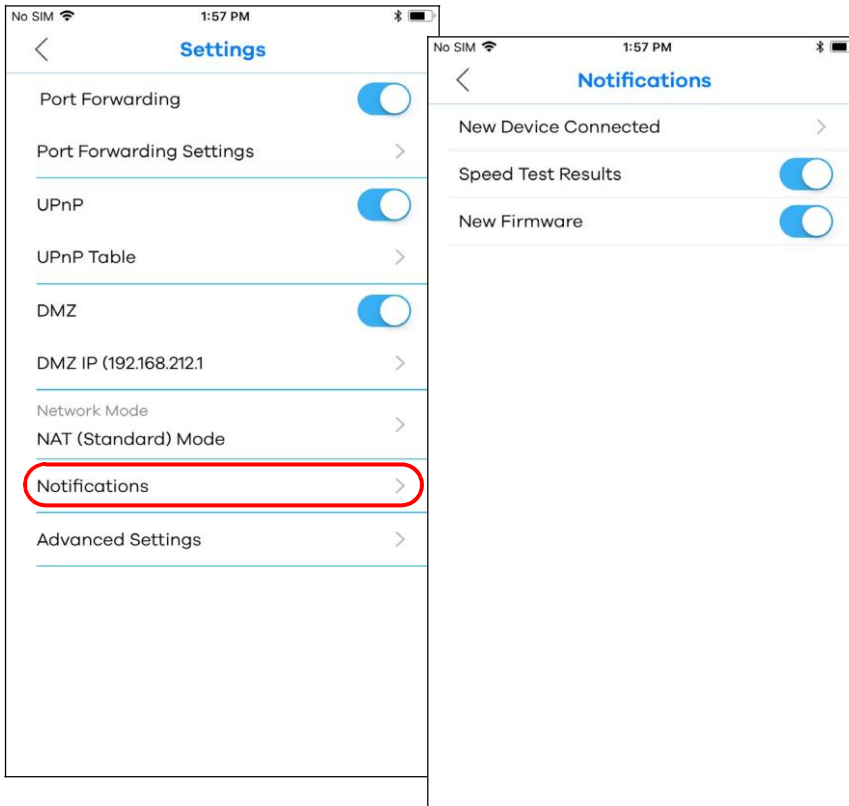 No SIM 1:57 PM
Settings
Port Forwarding
Port Forwarding Settings
UPnP
UPnP Table
DMZ
DMZ IP (192.168.212.1
Network Mode
NAT (Standard) Mode
Notifications
Advanced Settings
No SIM 1:57 PM
Notifications
New Device Connected
Speed Test Results
New Firmware